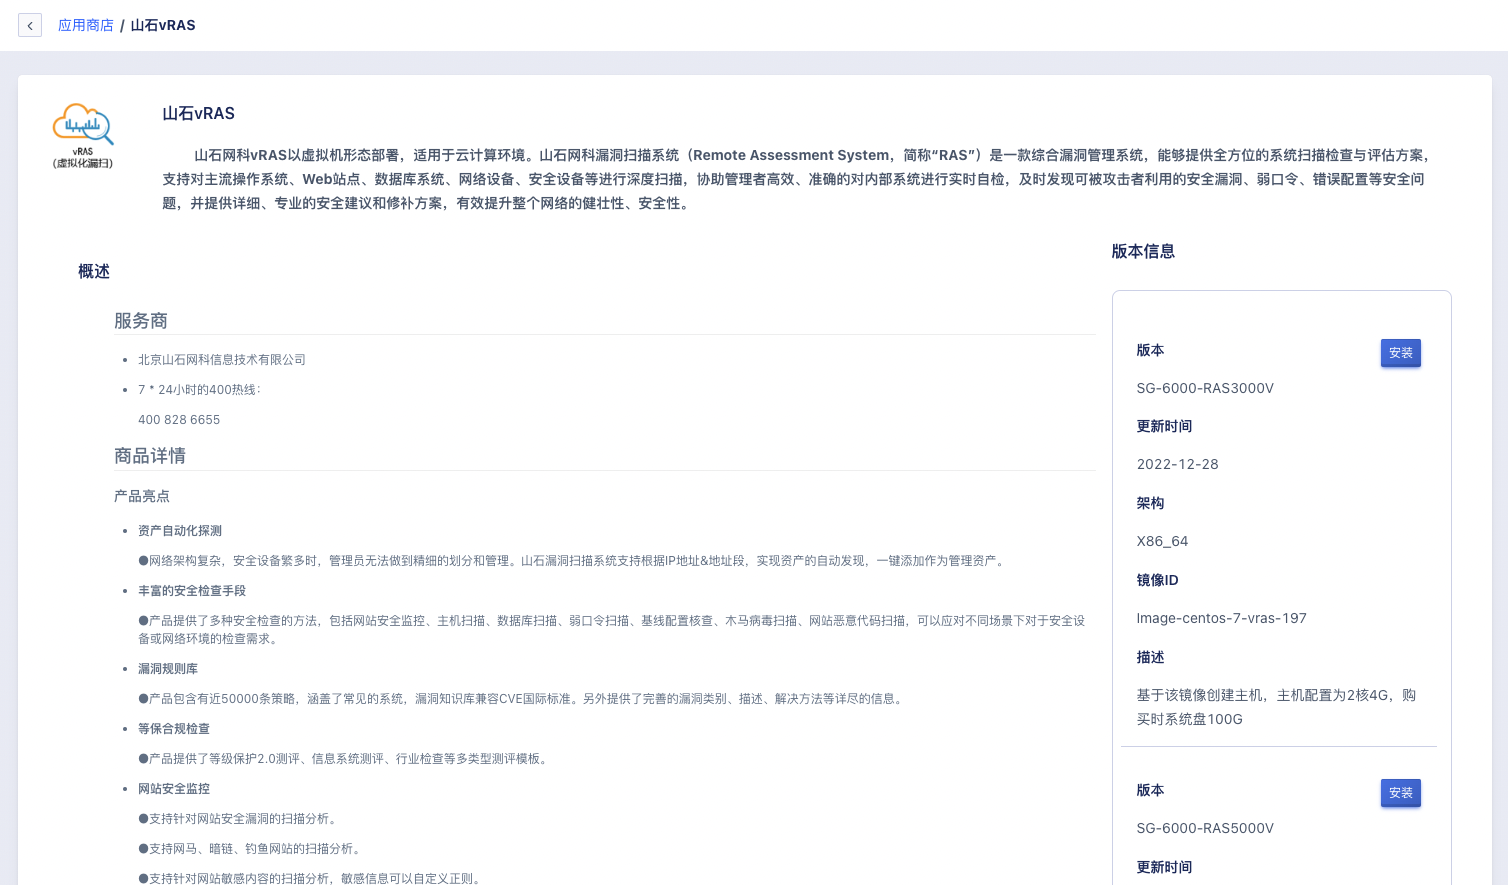 应用商店 / 山石vRAS
vRAS
(虚拟化漏扫)
山石vRAS
山石网科vRAS以虚拟机形态部署，适用于云计算环境。山石网科漏洞扫描系统（Remote Assessment System，简称“RAS”）是一款综合漏洞管理系统，能够提供全方位的系统扫描检查与评估方案，
支持对主流操作系统、Web站点、数据库系统、网络设备、安全设备等进行深度扫描，协助管理者高效、准确的对内部系统进行实时自检，及时发现可被攻击者利用的安全漏洞、弱口令、错误配置等安全问
题，并提供详细、专业的安全建议和修补方案，有效提升整个网络的健壮性、安全性。
概述
服务商
• 北京山石网科信息技术有限公司
• 7 * 24小时的400热线：
400 828 6655
商品详情
产品亮点
• 资产自动化探测
●网络架构复杂，安全设备繁多时，管理员无法做到精细的划分和管理。山石漏洞扫描系统支持根据IP地址&地址段，实现资产的自动发现，一键添加作为管理资产。
• 丰富的安全检查手段
●产品提供了多种安全检查的方法，包括网站安全监控、主机扫描、数据库扫描、弱口令扫描、基线配置核查、木马病毒扫描、网站恶意代码扫描，可以应对不同场景下对于安全设
备或网络环境的检查需求。
• 漏洞规则库
●产品包含有近50000条策略，涵盖了常见的系统，漏洞知识库兼容CVE国际标准。另外提供了完善的漏洞类别、描述、解决方法等详尽的信息。
• 等保合规检查
●产品提供了等级保护2.0测评、信息系统测评、行业检查等多类型测评模板。
• 网站安全监控
●支持针对网站安全漏洞的扫描分析。
●支持网马、暗链、钓鱼网站的扫描分析。
●支持针对网站敏感内容的扫描分析，敏感信息可以自定义正则。
版本信息
版本
安装
SG-6000-RAS3000V
更新时间
2022-12-28
架构
X86_64
镜像ID
Image-centos-7-vras-197
描述
基于该镜像创建主机，主机配置为2核4G，购
买时系统盘100G
版本
安装
SG-6000-RAS5000V
更新时间